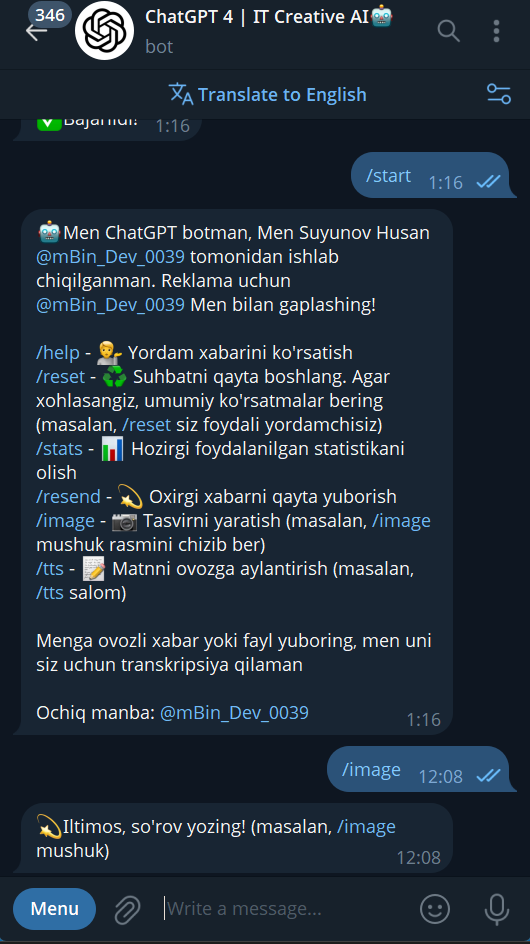 346
ChatGPT 4 | IT Creative AI🤖
bot
Translate to English
✅Bajarildi! 1:16
/start 1:16
🤖Men ChatGPT botman, Men Suyunov Husan
@mBin_Dev_0039 tomonidan ishlab
chiqilganman. Reklama uchun
@mBin_Dev_0039 Men bilan gaplashing!
/help - 💁 Yordam xabarini ko'rsatish
/reset - ♻️ Suhbatni qayta boshlang. Agar
xohlasangiz, umumiy ko'rsatmalar bering
(masalan, /reset siz foydali yordamchisiz)
/stats - 📊 Hozirgi foydalanilgan statistikani
olish
/resend - 💫 Oxirgi xabarni qayta yuborish
/image - 📷 Tasvirni yaratish (masalan, /image
mushuk rasmini chizib ber)
/tts - 📝 Matnni ovozga aylantirish (masalan,
/tts salom)
Menga ovozli xabar yoki fayl yuboring, men uni
siz uchun transkripsiya qilaman
Ochiq manba: @mBin_Dev_0039 1:16
/image 12:08
💫Iltimos, so'rov yozing! (masalan, /image
mushuk) 12:08
Menu
Write a message...